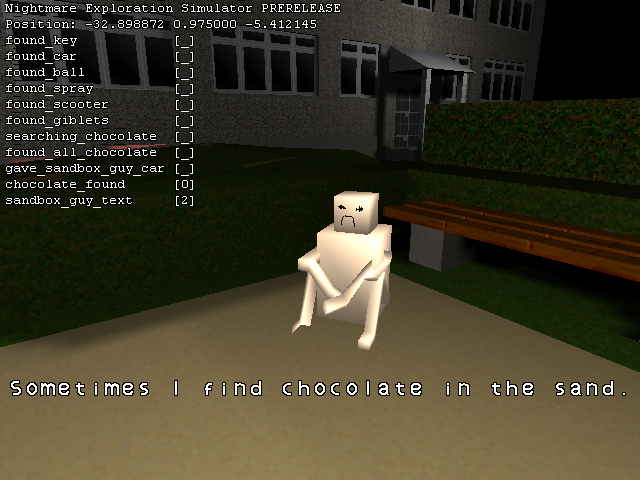 Nightmare Exploration Simulator PRERELEASE
Position: -32.898872 0.975000 -5.412145
found_key [_]
found_car [_]
found_ball [_]
found_spray [_]
found_scooter [_]
found_giblets [_]
searching_chocolate [_]
found_all_chocolate [_]
gave_sandbox_guy_car [_]
chocolate_found [0]
sandbox_guy_text [2]
Sometimes I find chocolate in the sand.